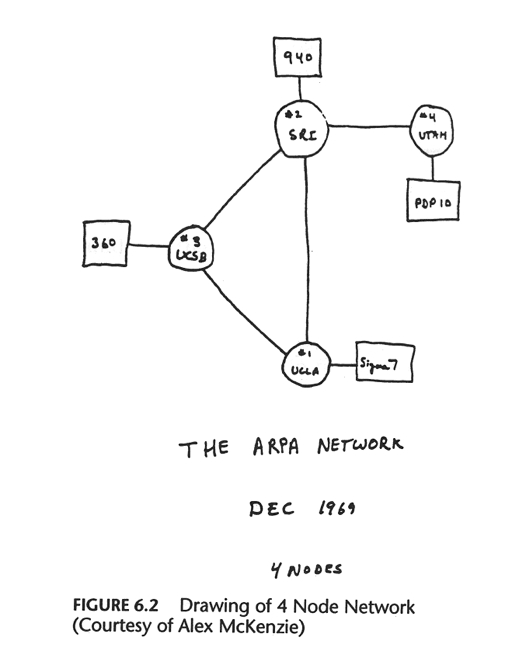 940
#2
SRI
#4
UTAH
PDP 10
360
#3
UCSB
#1
UCLA
Sigma 7
THE ARPA NETWORK
DEC 1969
4 NODES
FIGURE 6.2 Drawing of 4 Node Network
(Courtesy of Alex McKenzie)